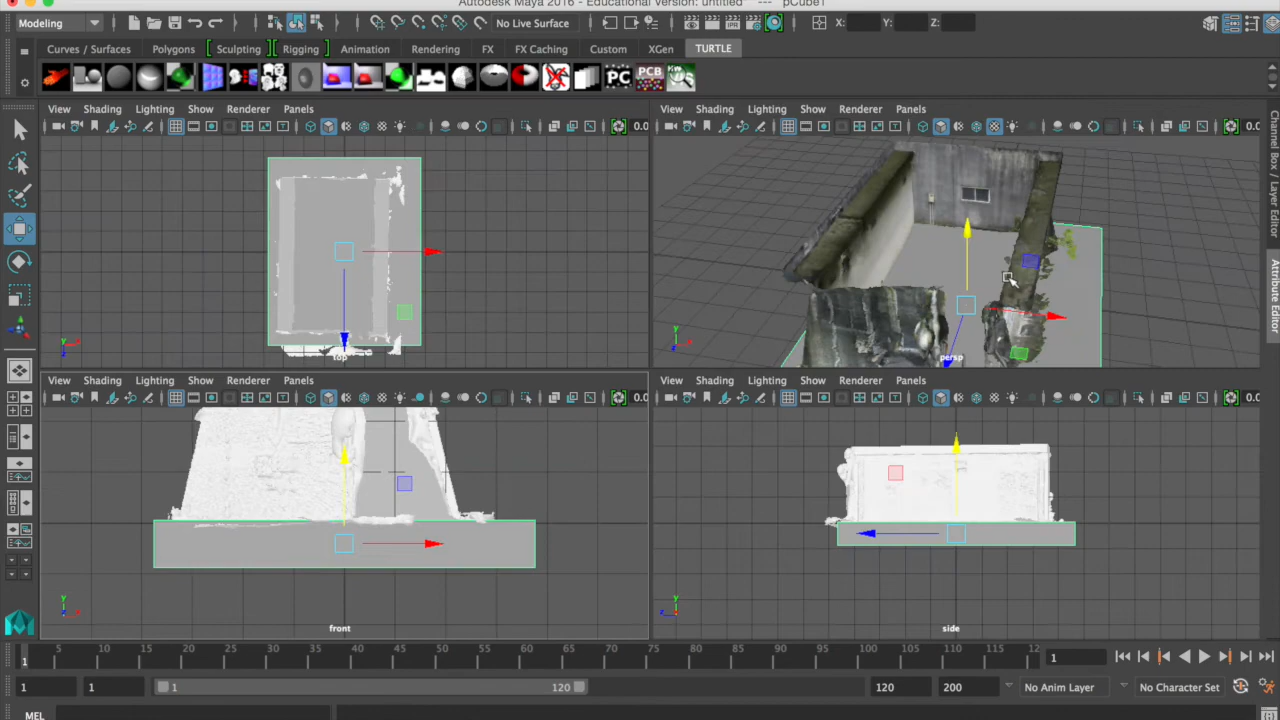 Autodesk Maya 2016 - Educational Version: untitled* --- pCube1
Modeling
No Live Surface
X:
Y:
Z:
Curves / Surfaces
Polygons
Sculpting
Rigging
Animation
Rendering
FX
FX Caching
Custom
XGen
TURTLE
PC
PCB
View Shading Lighting Show Renderer Panels
View Shading Lighting Show Renderer Panels
0.0
0.
top
persp
View Shading Lighting Show Renderer Panels
View Shading Lighting Show Renderer Panels
0.0
0.
front
side
Channel Box / Layer Editor
Attribute Editor
1 5 10 15 20 25 30 35 40 45 50 55 60 65 70 75 80 85 90 95 100 105 110 115 12
1
1
1
1
120
120
200
No Anim Layer
No Character Set
MEL